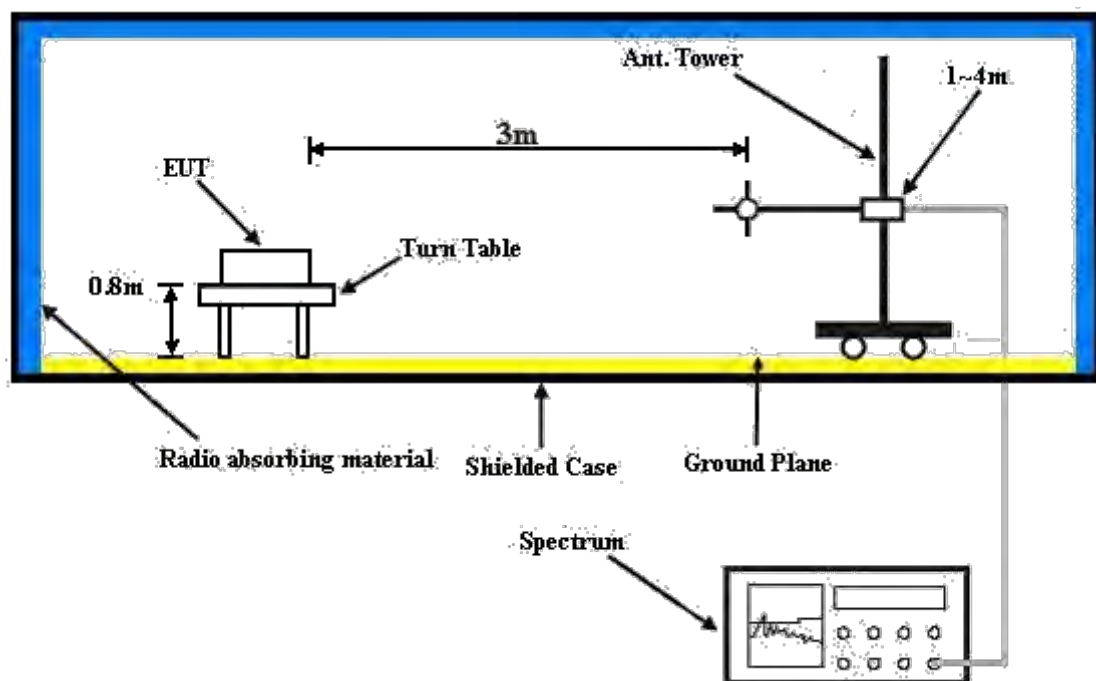 Ant. Tower
1~4m
3m
EUT
Turn Table
0.8m
Radio absorbing material
Shielded Case
Ground Plane
Spectrum